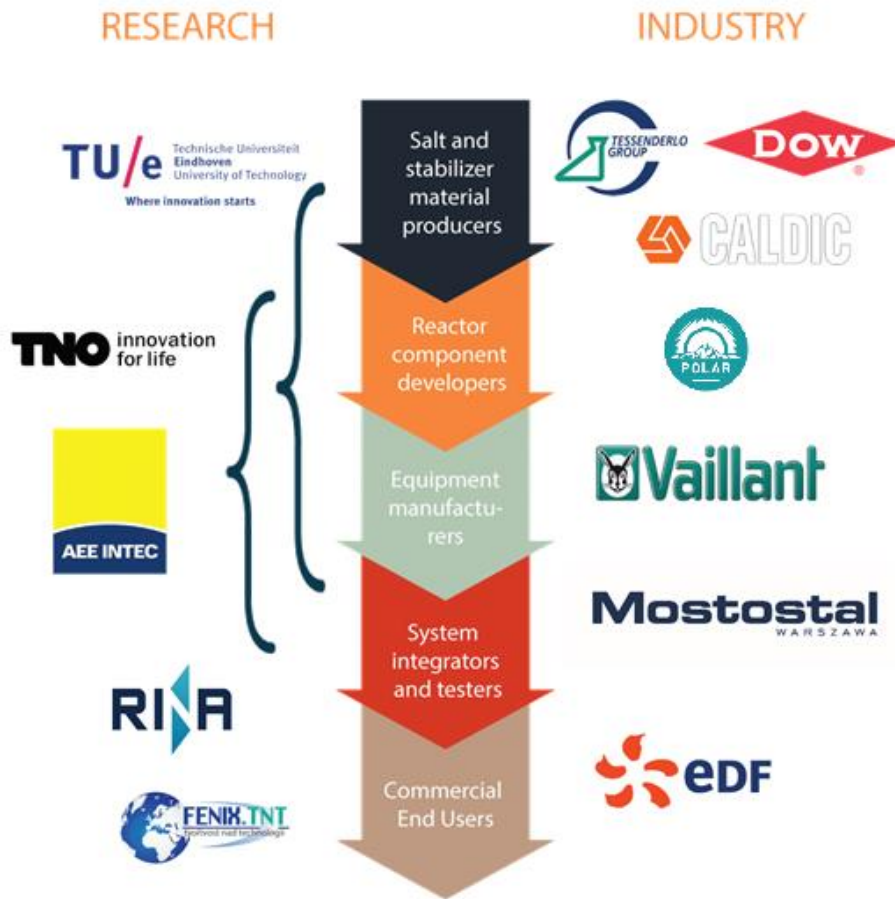 RESEARCH
INDUSTRY
TU/e
Technische Universiteit
Eindhoven
University of Technology
Where innovation starts
Salt and
stabilizer
material
producers
TESSENDERLO
GROUP
DOW
CALDIC
TNO innovation
for life
Reactor
component
developers
POLAR
AEE INTEC
Equipment
manufactu-
rers
Vaillant
System
integrators
and testers
Mostostal
WARSZAWA
RINA
FENIX.TNT
Commercial
End Users
eDF